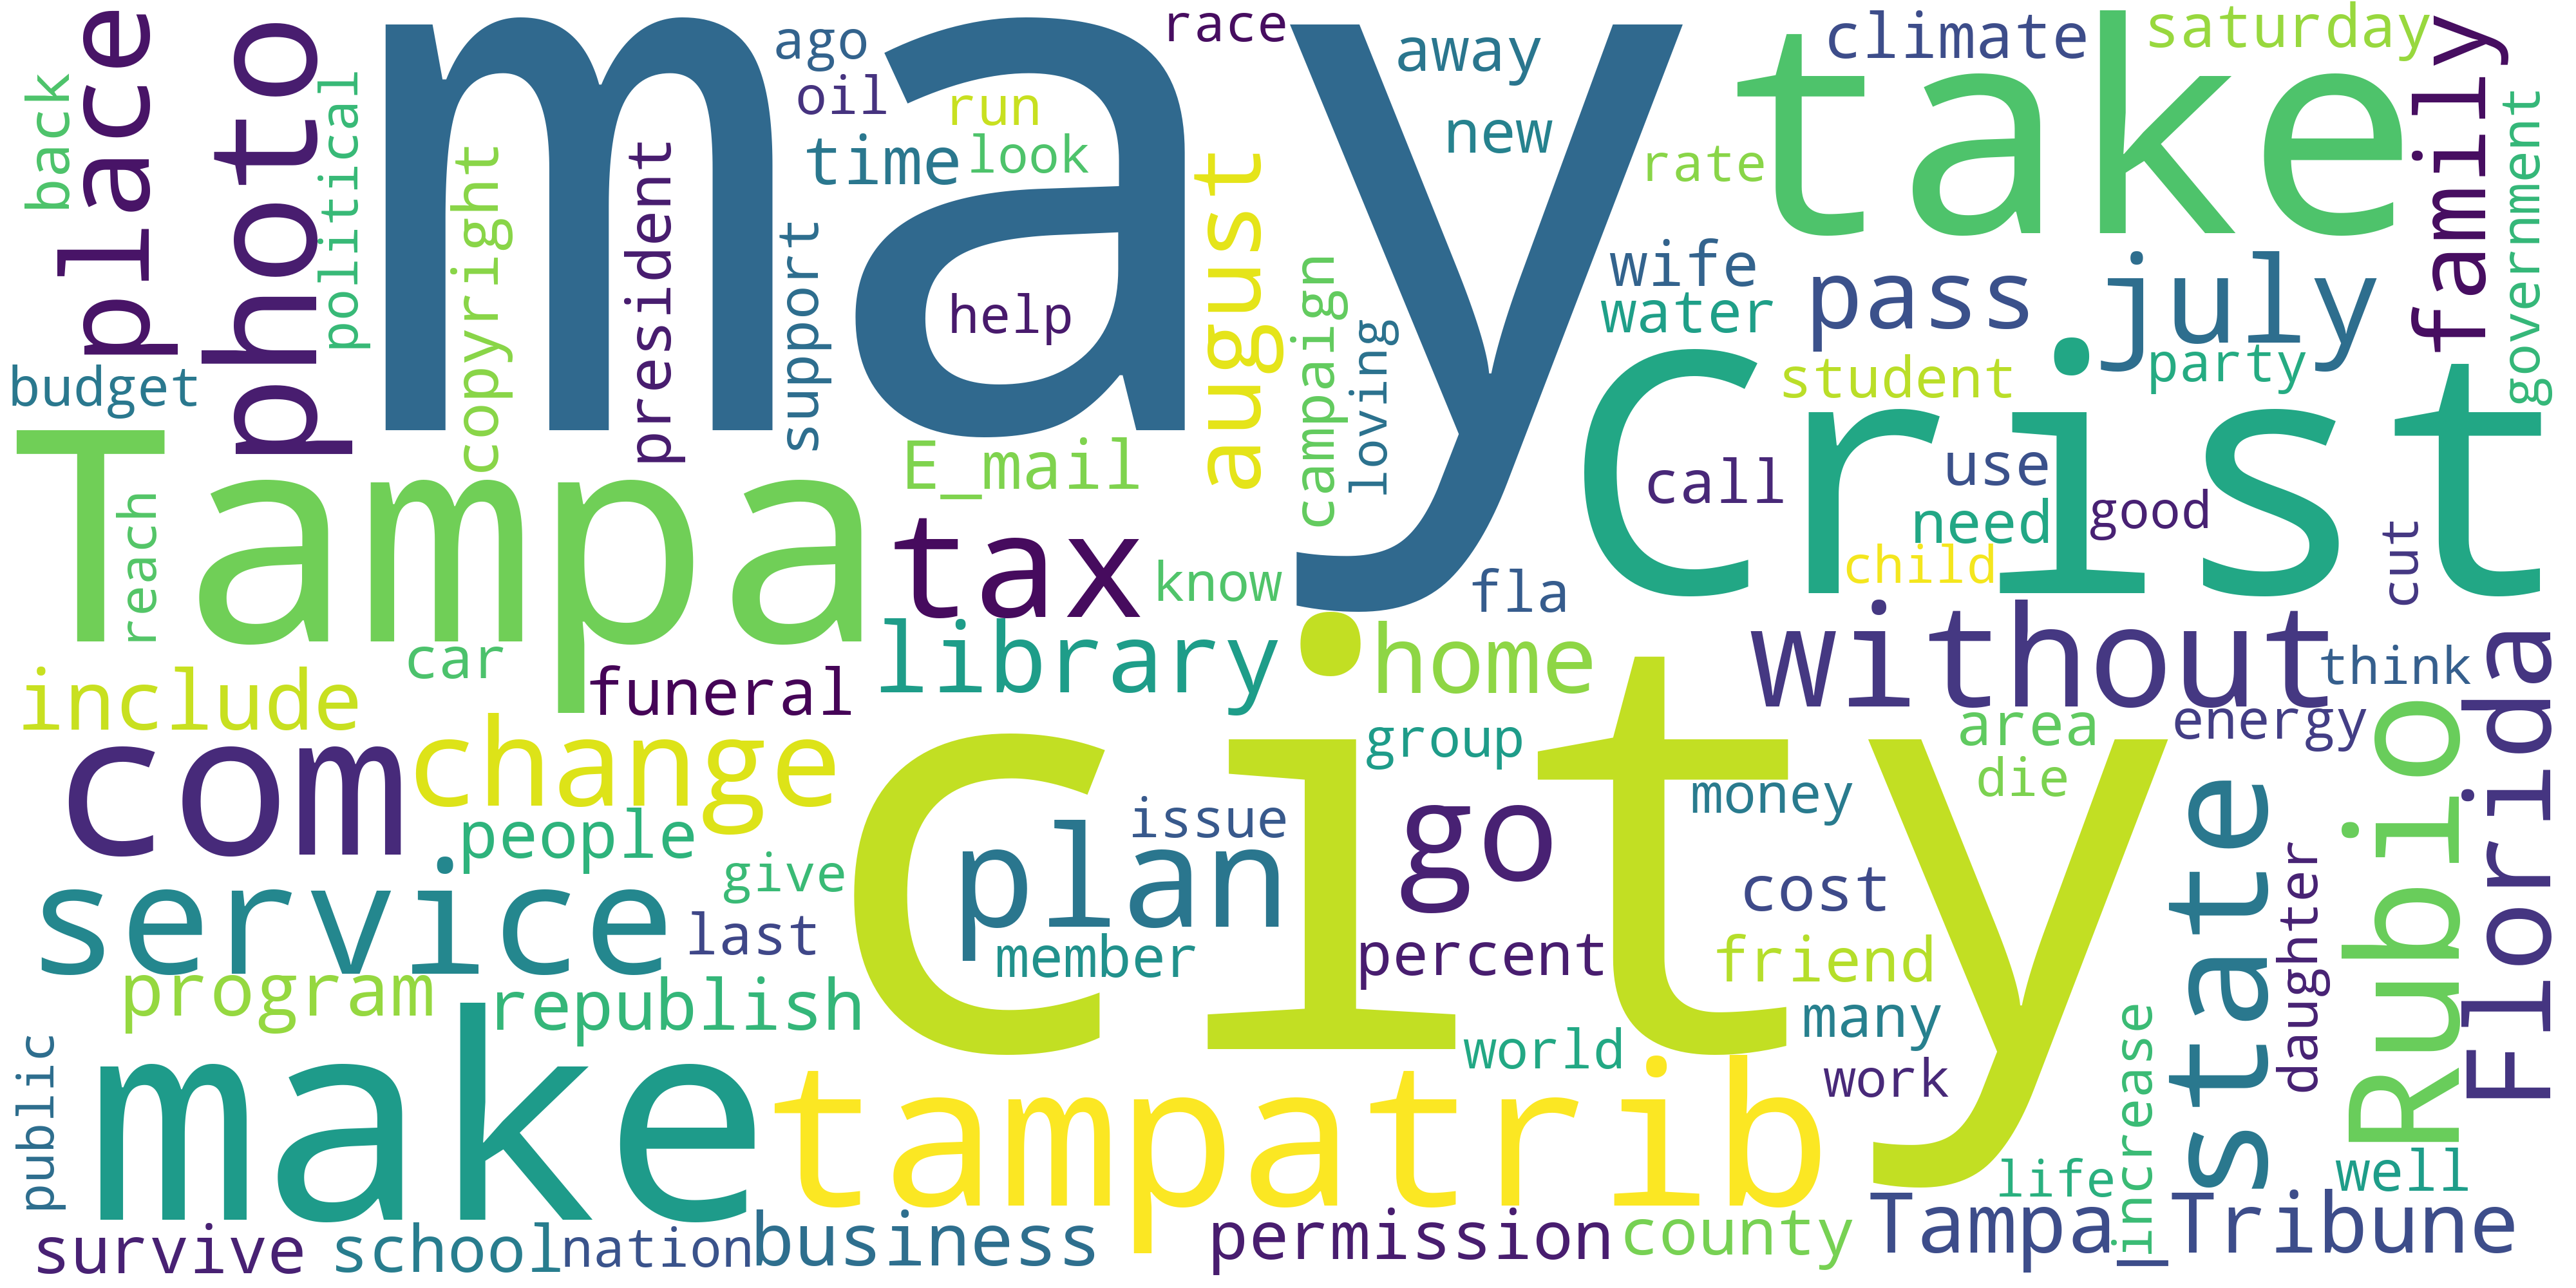 may
city
Crist
take
Tampa
make
tampatrib
com
photo
place
service
change
state
Rubio
Florida
without
july
family
pass
plan
go
tax
library
home
august
include
business
Tampa Tribune
program
republish
permission
county
people
school
survive
funeral
E_mail
president
copyright
political
back
budget
reach
car
support
ago
oil
time
run
look
race
help
away
new
climate
saturday
rate
wife
water
student
party
government
campaign
loving
call
use
need
good
child
cut
know
fla
think
energy
area
die
group
issue
money
cost
friend
percent
member
many
work
world
give
last
daughter
increase
life
well
public
nation